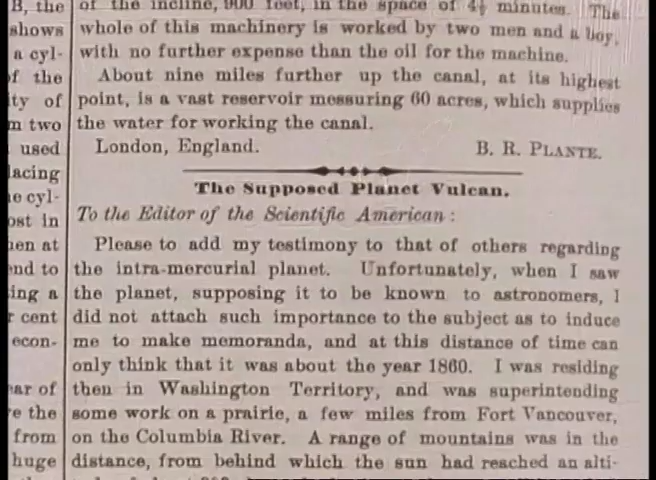 B, the
shows
a cyl-
of the
ity of
m two
used
lacing
ne cyl-
ost in
hen at
end to
ing a
r cent
econ-
ear of
e the
from
huge
of the incline, 900 feet, in the space of 4½ minutes. The
whole of this machinery is worked by two men and a boy,
with no further expense than the oil for the machine.
About nine miles further up the canal, at its highest
point, is a vast reservoir messuring 60 acres, which supplies
the water for working the canal.
London, England. B. R. PLANTE.
The Supposed Planet Vulcan.
To the Editor of the Scientific American:
Please to add my testimony to that of others regarding
the intra-mercurial planet. Unfortunately, when I saw
the planet, supposing it to be known to astronomers, I
did not attach such importance to the subject as to induce
me to make memoranda, and at this distance of time can
only think that it was about the year 1860. I was residing
then in Washington Territory, and was superintending
some work on a prairie, a few miles from Fort Vancouver,
on the Columbia River. A range of mountains was in the
distance, from behind which the sun had reached an alti-